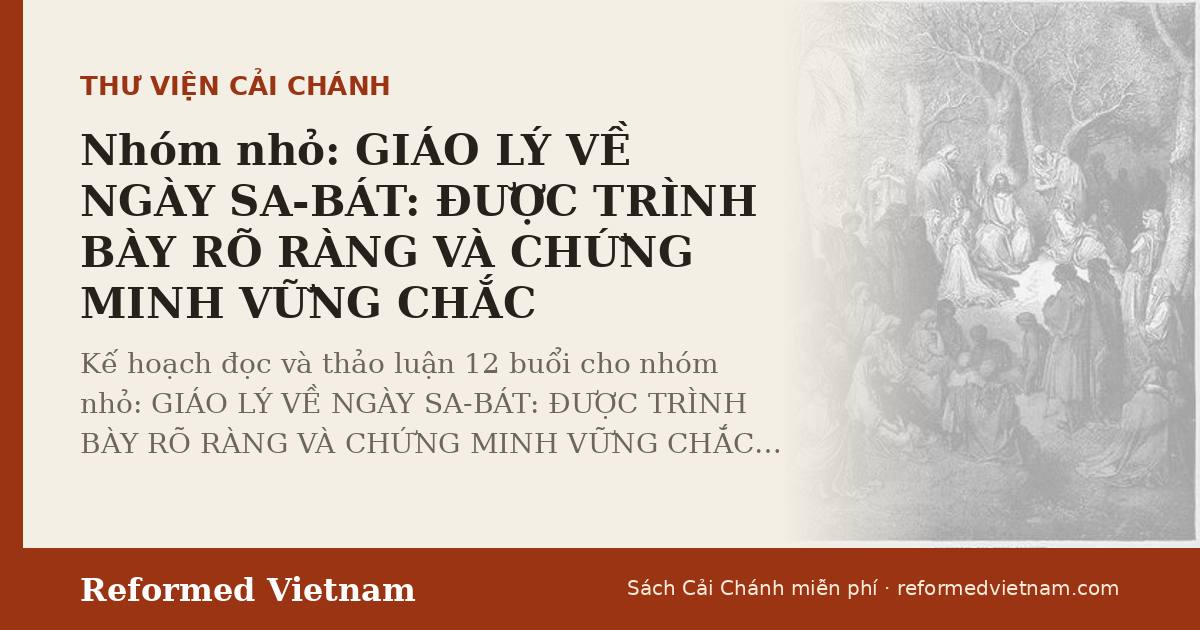 THƯ VIỆN CẢI CHÁNH
Nhóm nhỏ: GIÁO LÝ VỀ
NGÀY SA-BÁT: ĐƯỢC TRÌNH
BÀY RÕ RÀNG VÀ CHỨNG
MINH VỮNG CHẮC
Kế hoạch đọc và thảo luận 12 buổi cho nhóm
nhỏ: GIÁO LÝ VỀ NGÀY SA-BÁT: ĐƯỢC TRÌNH
BÀY RÕ RÀNG VÀ CHỨNG MINH VỮNG CHẮC…
Reformed Vietnam
Sách Cải Chánh miễn phí · reformedvietnam.com